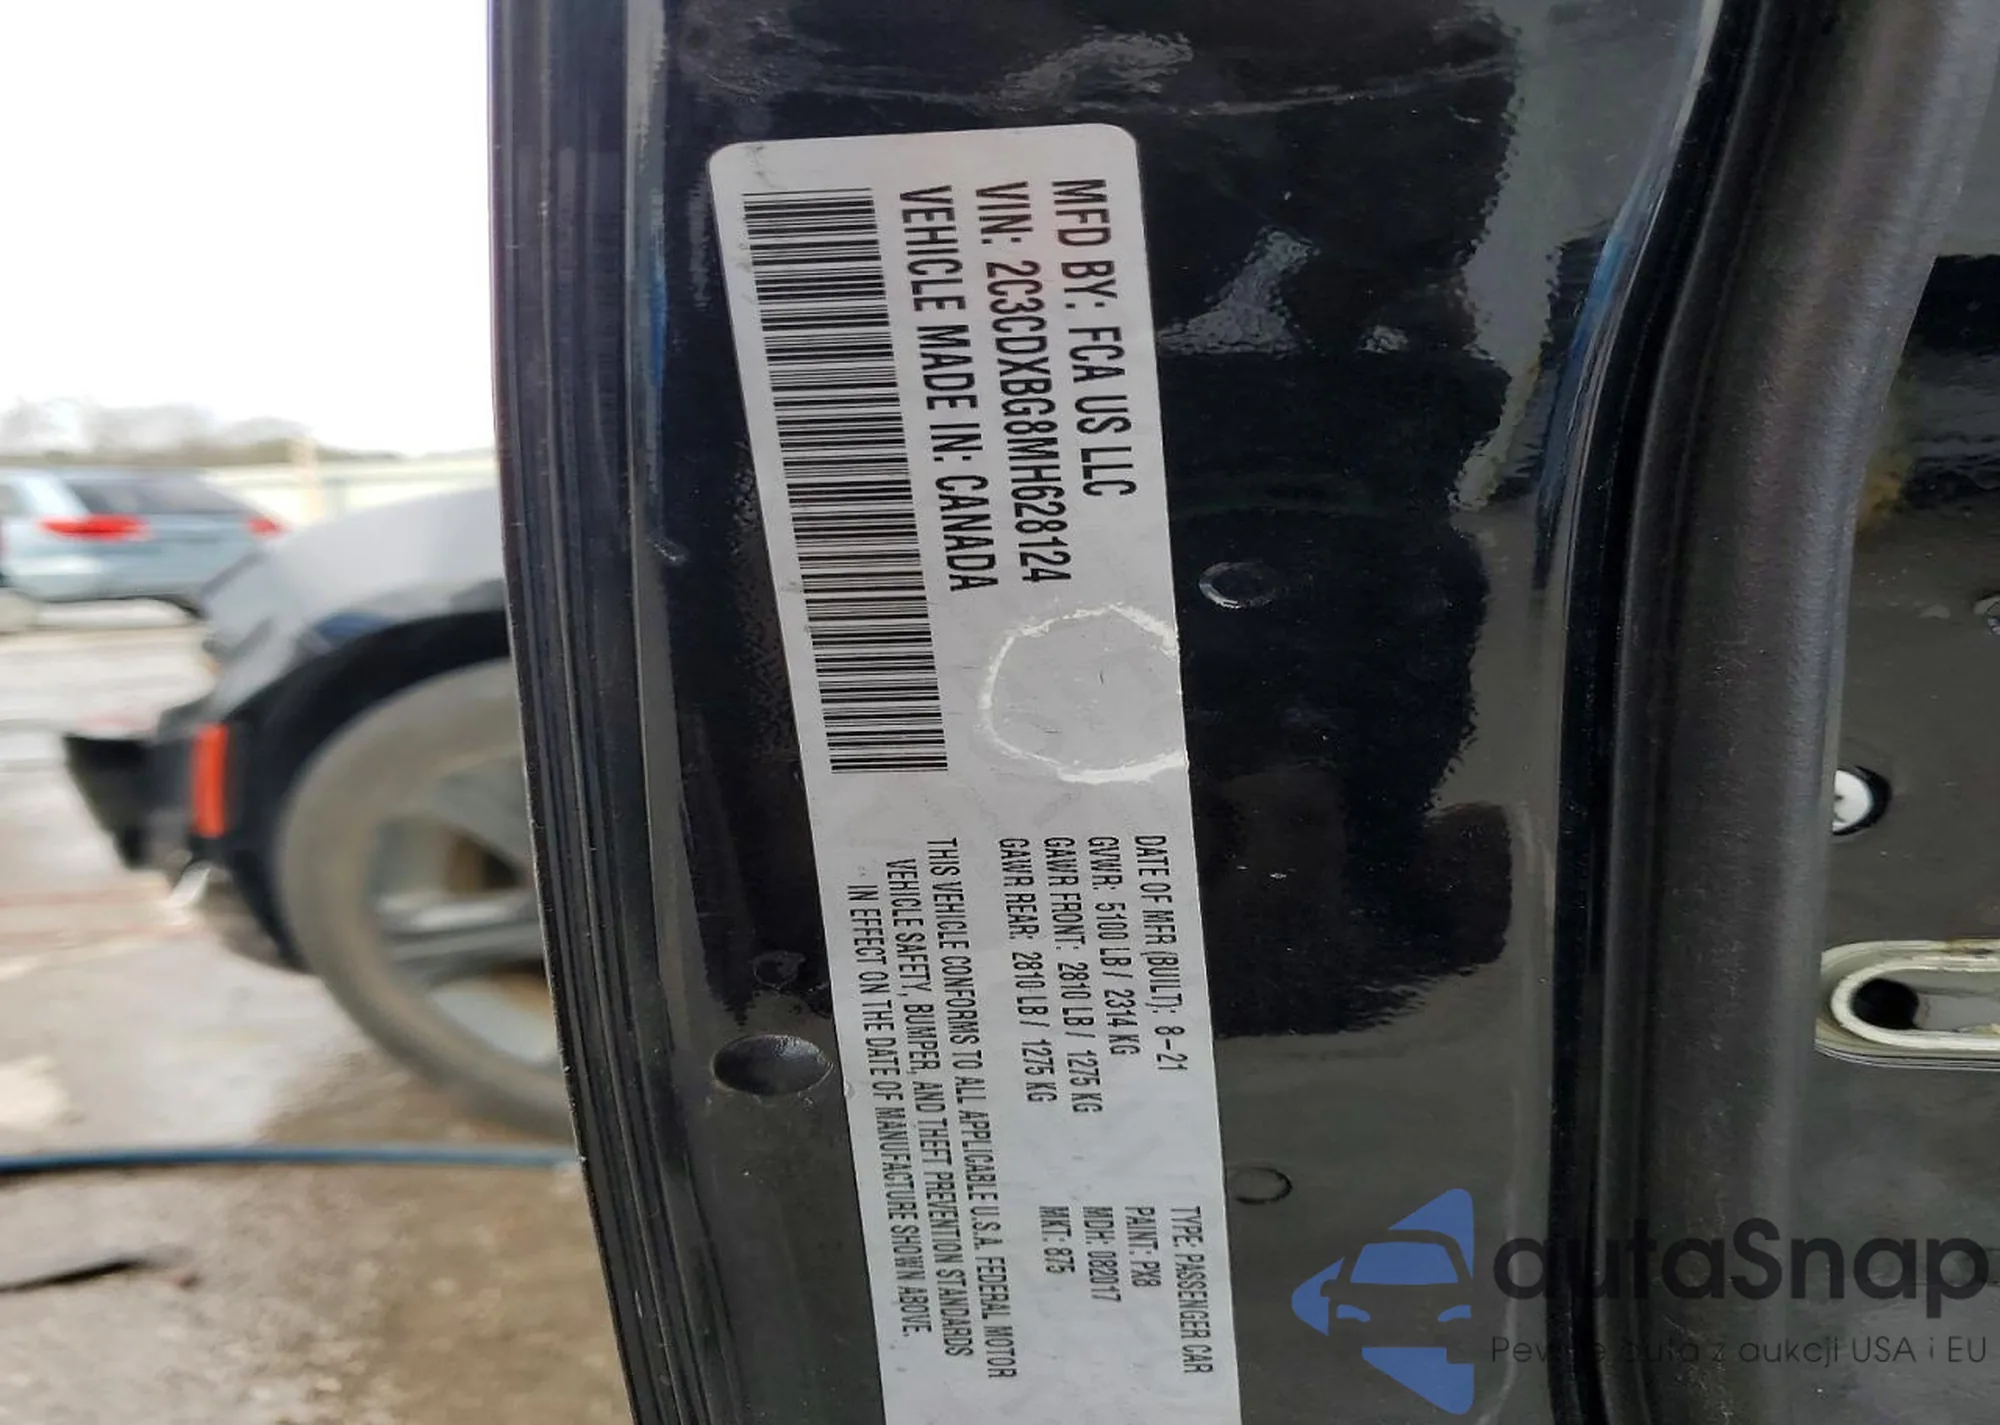 MFD BY: FCA US LLC
VIN: 2C3CDXBG8MH628124
VEHICLE MADE IN: CANADA
DATE OF MFR (BUILT): 8-21
GVWR: 5100 LB / 2314 KG
GAWR FRONT: 2810 LB / 1275 KG
GAWR REAR: 2810 LB / 1275 KG
THIS VEHICLE CONFORMS TO ALL APPLICABLE U.S.A. FEDERAL MOTOR
VEHICLE SAFETY, BUMPER, AND THEFT PREVENTION STANDARDS
IN EFFECT ON THE DATE OF MANUFACTURE SHOWN ABOVE.
TYPE: PASSENGER CAR
PAINT: PX8
MDH: 082017
MKT: 875
autaSnap
Pewne auta z aukcji USA i EU